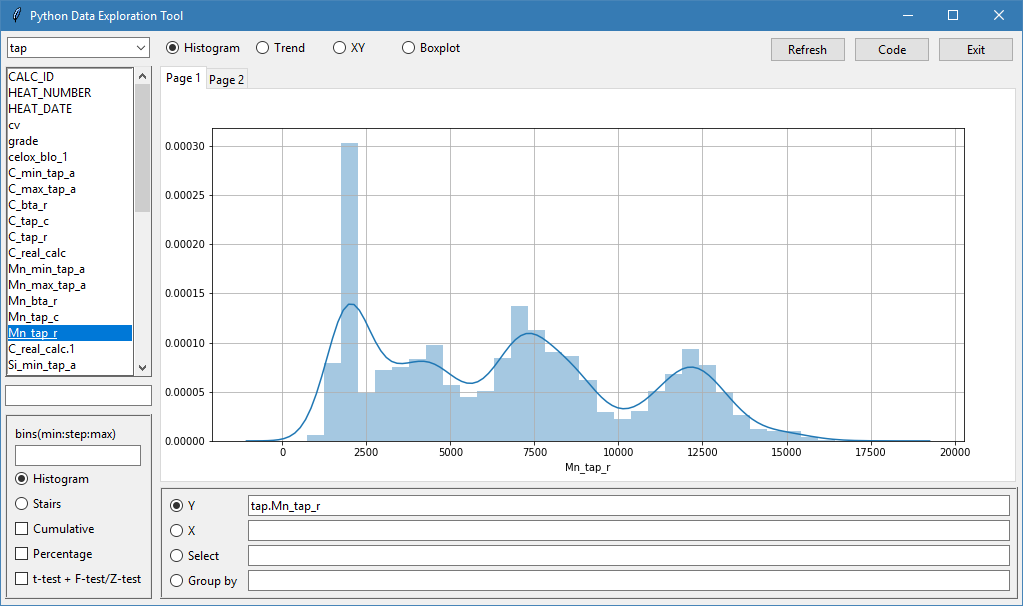 Python Data Exploration Tool
tap
Histogram Trend XY Boxplot
Refresh Code Exit
CALC_ID
HEAT_NUMBER
HEAT_DATE
cv
grade
celox_blo_1
C_min_tap_a
C_max_tap_a
C_bta_r
C_tap_c
C_tap_r
C_real_calc
Mn_min_tap_a
Mn_max_tap_a
Mn_bta_r
Mn_tap_c
Mn_tap_r
C_real_calc.1
Si_min_tap_a
bins(min:step:max)
Histogram
Stairs
Cumulative
Percentage
t-test + F-test/Z-test
Page 1 Page 2
0.00030
0.00025
0.00020
0.00015
0.00010
0.00005
0.00000
0 2500 5000 7500 10000 12500 15000 17500 20000
Mn_tap_r
Y tap.Mn_tap_r
X
Select
Group by